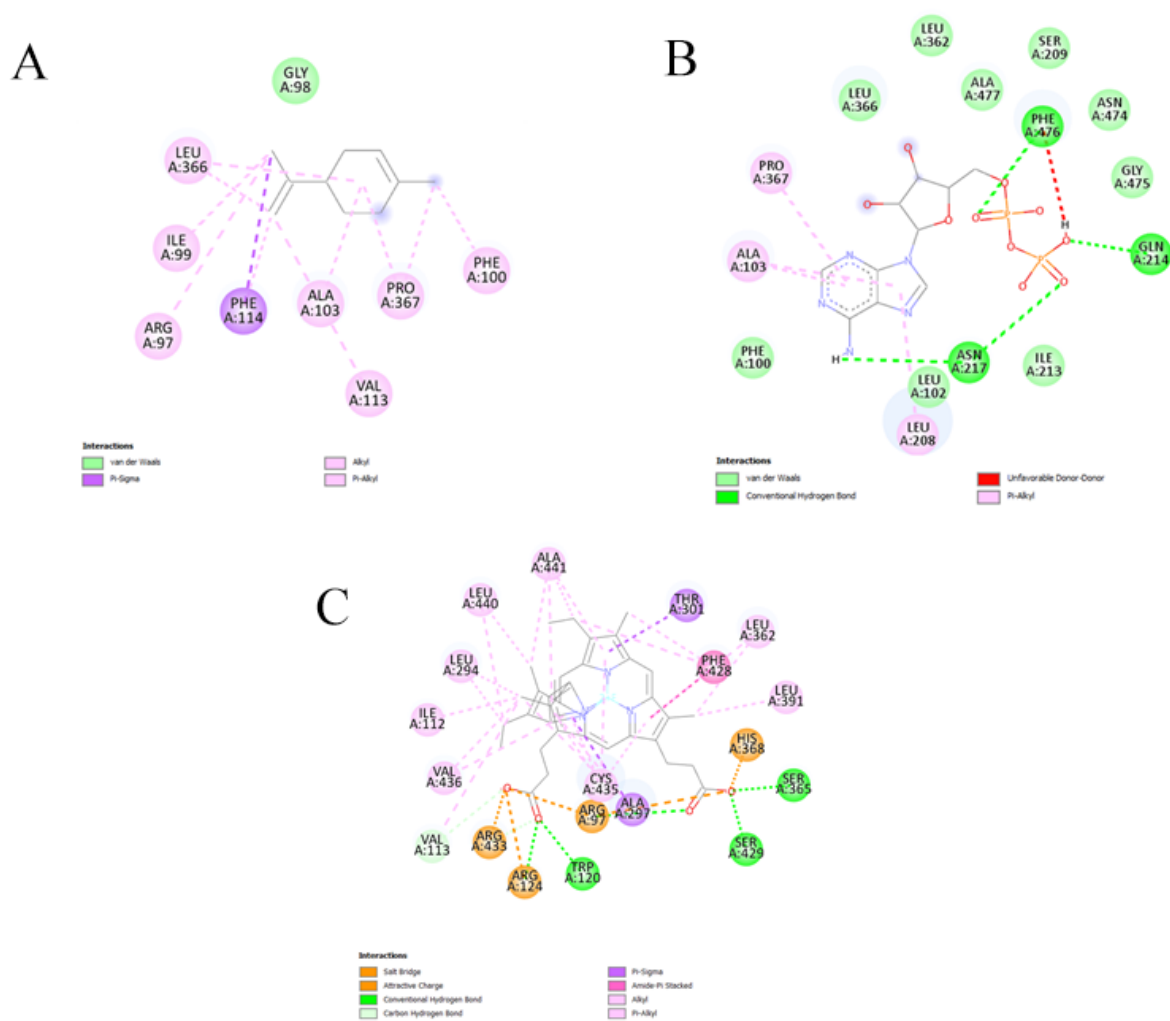 A
GLY
A:98
LEU
A:366
ILE
A:99
ARG
A:97
PHE
A:114
ALA
A:103
PRO
A:367
PHE
A:100
VAL
A:113
Interactions
van der Waals
Pi-Sigma
Alkyl
Pi-Alkyl
B
LEU
A:362
SER
A:209
LEU
A:366
ALA
A:477
ASN
A:474
PHE
A:476
PRO
A:367
GLY
A:475
ALA
A:103
GLN
A:214
PHE
A:100
ASN
A:217
ILE
A:213
LEU
A:102
LEU
A:208
O
O
O
O
O
P
O
O
P
O
O
O
H
N
N
N
N
N
H
Interactions
van der Waals
Conventional Hydrogen Bond
Unfavorable Donor-Donor
Pi-Alkyl
C
ALA
A:441
LEU
A:440
THR
A:301
LEU
A:362
LEU
A:294
PHE
A:428
ILE
A:112
LEU
A:391
VAL
A:436
HIS
A:368
CYS
A:435
SER
A:365
ARG
A:97
ALA
A:297
VAL
A:113
ARG
A:433
SER
A:429
ARG
A:124
TRP
A:120
N
N
N
N
O
O
O
O
Interactions
Salt Bridge
Attractive Charge
Conventional Hydrogen Bond
Carbon Hydrogen Bond
Pi-Sigma
Amide-Pi Stacked
Alkyl
Pi-Alkyl